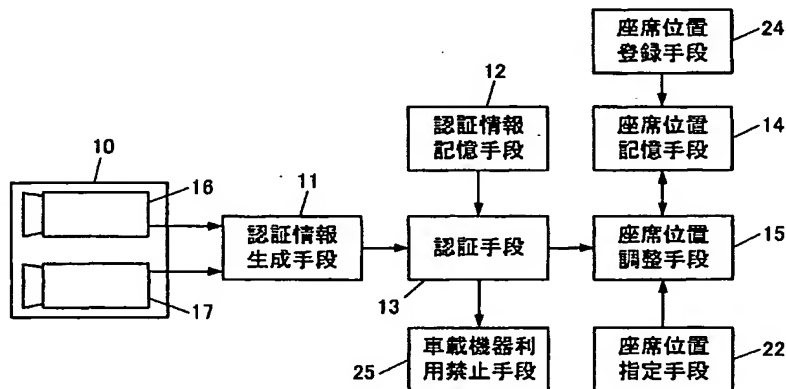 座席位置
登録手段
24
12
認証情報
記憶手段
座席位置
記憶手段
14
10
16
11
認証情報
生成手段
認証手段
13
座席位置
調整手段
15
17
25
車載機器利
用禁止手段
座席位置
指定手段
22